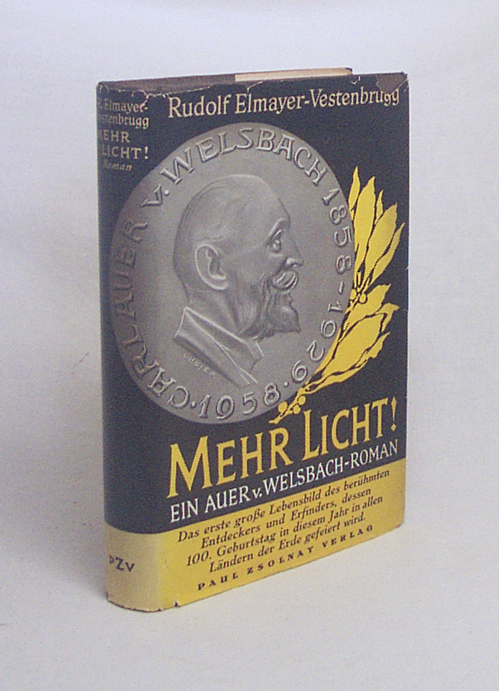 R. Elmayer-
Vestenbrugg
MEHR
LICHT!
Roman
PZV
Rudolf Elmayer-Vestenbrugg
CARL AUER v. WELSBACH 1858-1929
·1958·
MEHR LICHT!
EIN AUER v. WELSBACH-ROMAN
Das erste große Lebensbild des berühmten
Entdeckers und Erfinders, dessen
100. Geburtstag in diesem Jahr in allen
Ländern der Erde gefeiert wird.
PAUL ZSOLNAY VERLAG